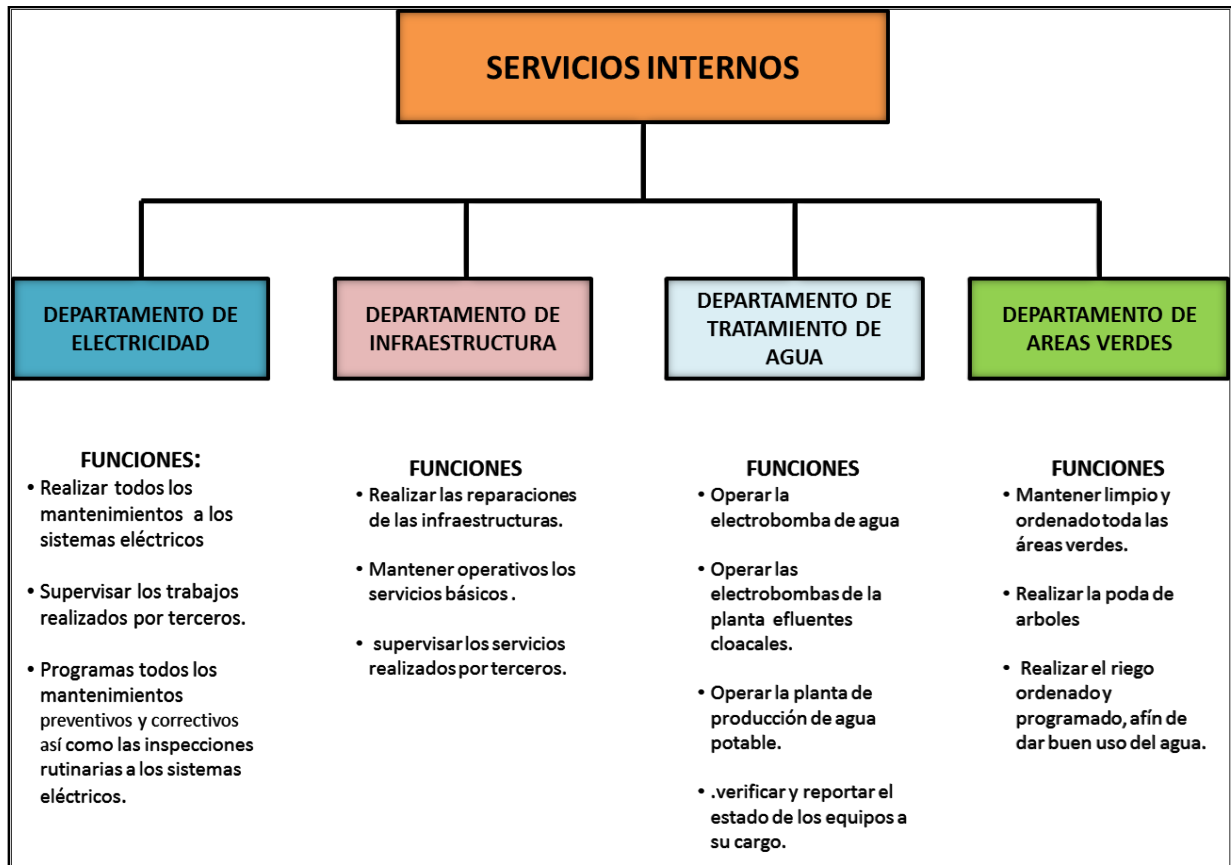 SERVICIOS INTERNOS
DEPARTAMENTO DE
ELECTRICIDAD
DEPARTAMENTO DE
INFRAESTRUCTURA
DEPARTAMENTO DE
TRATAMIENTO DE
AGUA
DEPARTAMENTO DE
AREAS VERDES
FUNCIONES:
• Realizar todos los
mantenimientos a los
sistemas eléctricos
• Supervisar los trabajos
realizados por terceros.
• Programas todos los
mantenimientos
preventivos y correctivos
así como las inspecciones
rutinarias a los sistemas
eléctricos.
FUNCIONES
• Realizar las reparaciones
de las infraestructuras.
• Mantener operativos los
servicios básicos .
• supervisar los servicios
realizados por terceros.
FUNCIONES
• Operar la
electrobomba de agua
• Operar las
electrobombas de la
planta efluentes
cloacales.
• Operar la planta de
producción de agua
potable.
• .verificar y reportar el
estado de los equipos a
su cargo.
FUNCIONES
• Mantener limpio y
ordenado toda las
áreas verdes.
• Realizar la poda de
arboles
• Realizar el riego
ordenado y
programado, afín de
dar buen uso del agua.